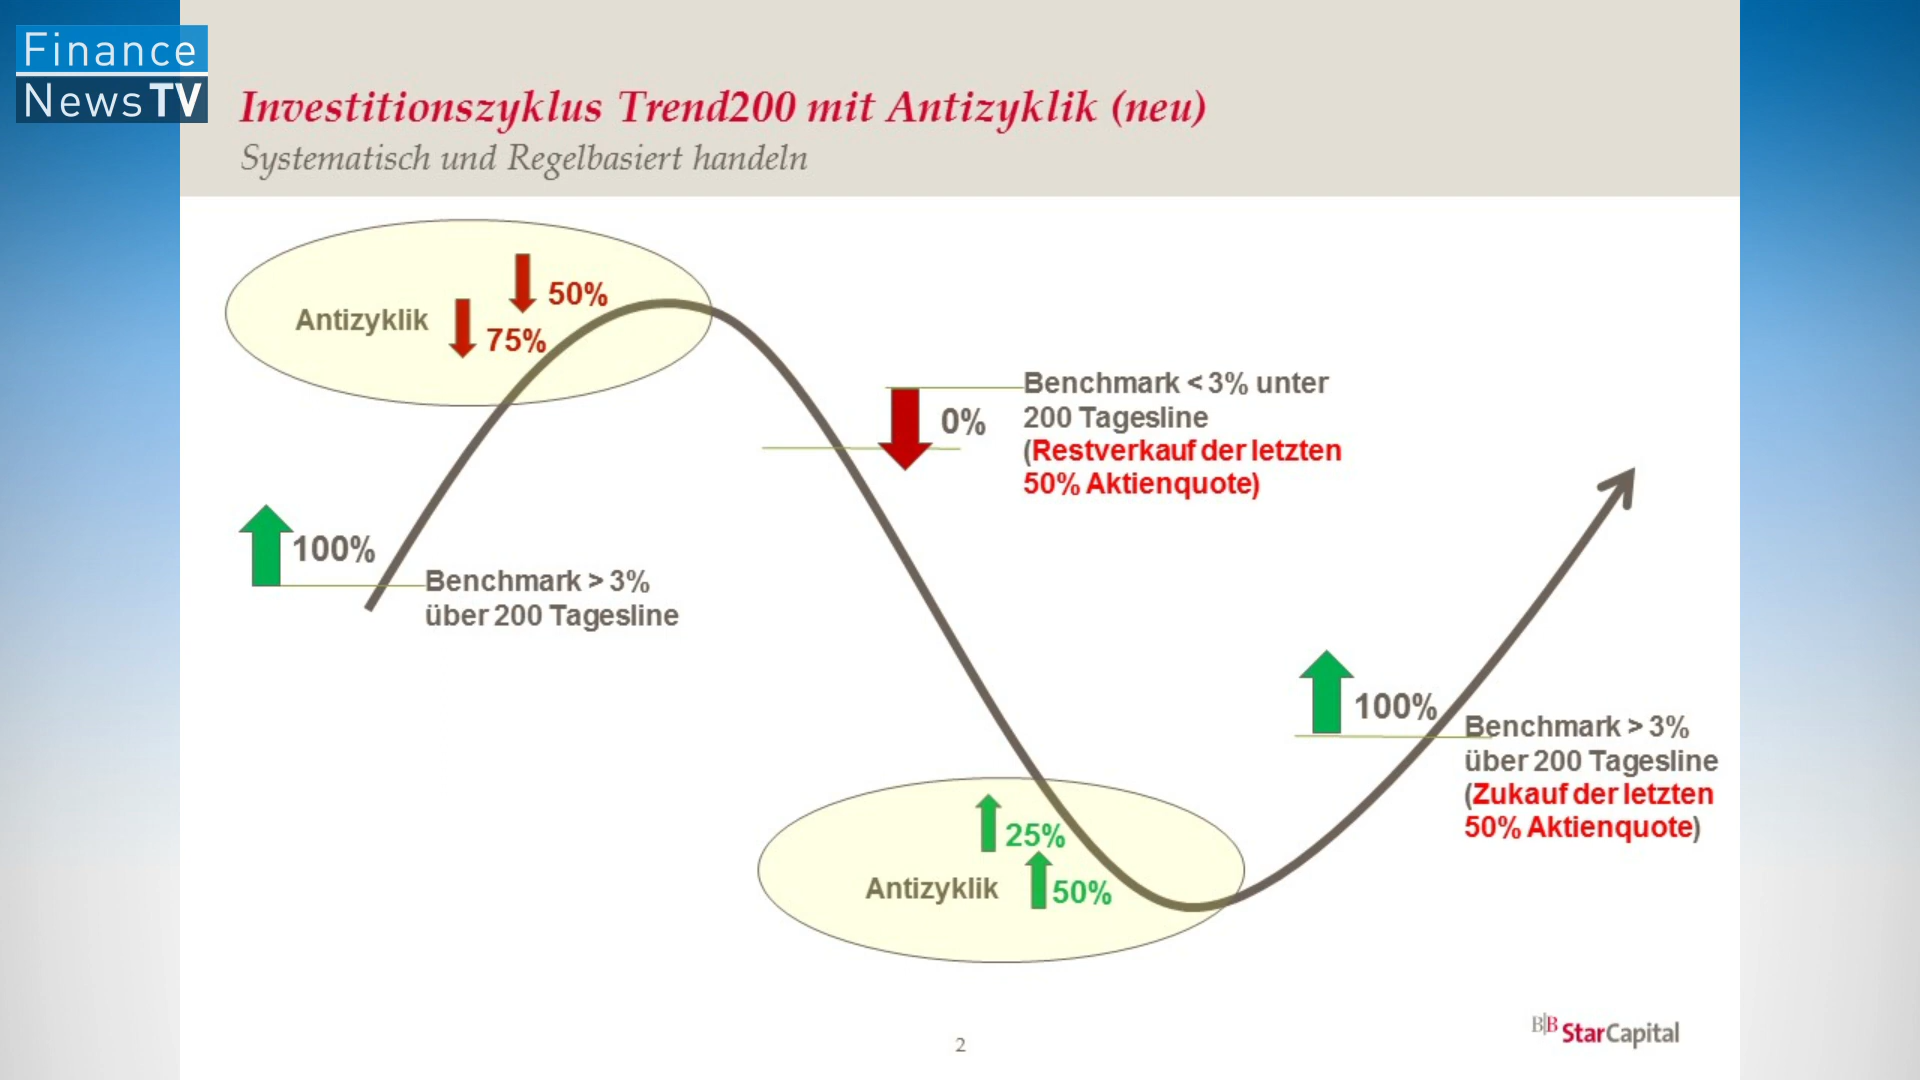 Finance
News TV
Investitionszyklus Trend200 mit Antizyklik (neu)
Systematisch und Regelbasiert handeln
50%
Antizyklik
75%
Benchmark < 3% unter
0%
200 Tagesline
(Restverkauf der letzten
50% Aktienquote)
100%
Benchmark > 3%
über 200 Tagesline
100%
Benchmark > 3%
über 200 Tagesline
(Zukauf der letzten
50% Aktienquote)
25%
Antizyklik
50%
B|B StarCapital
2